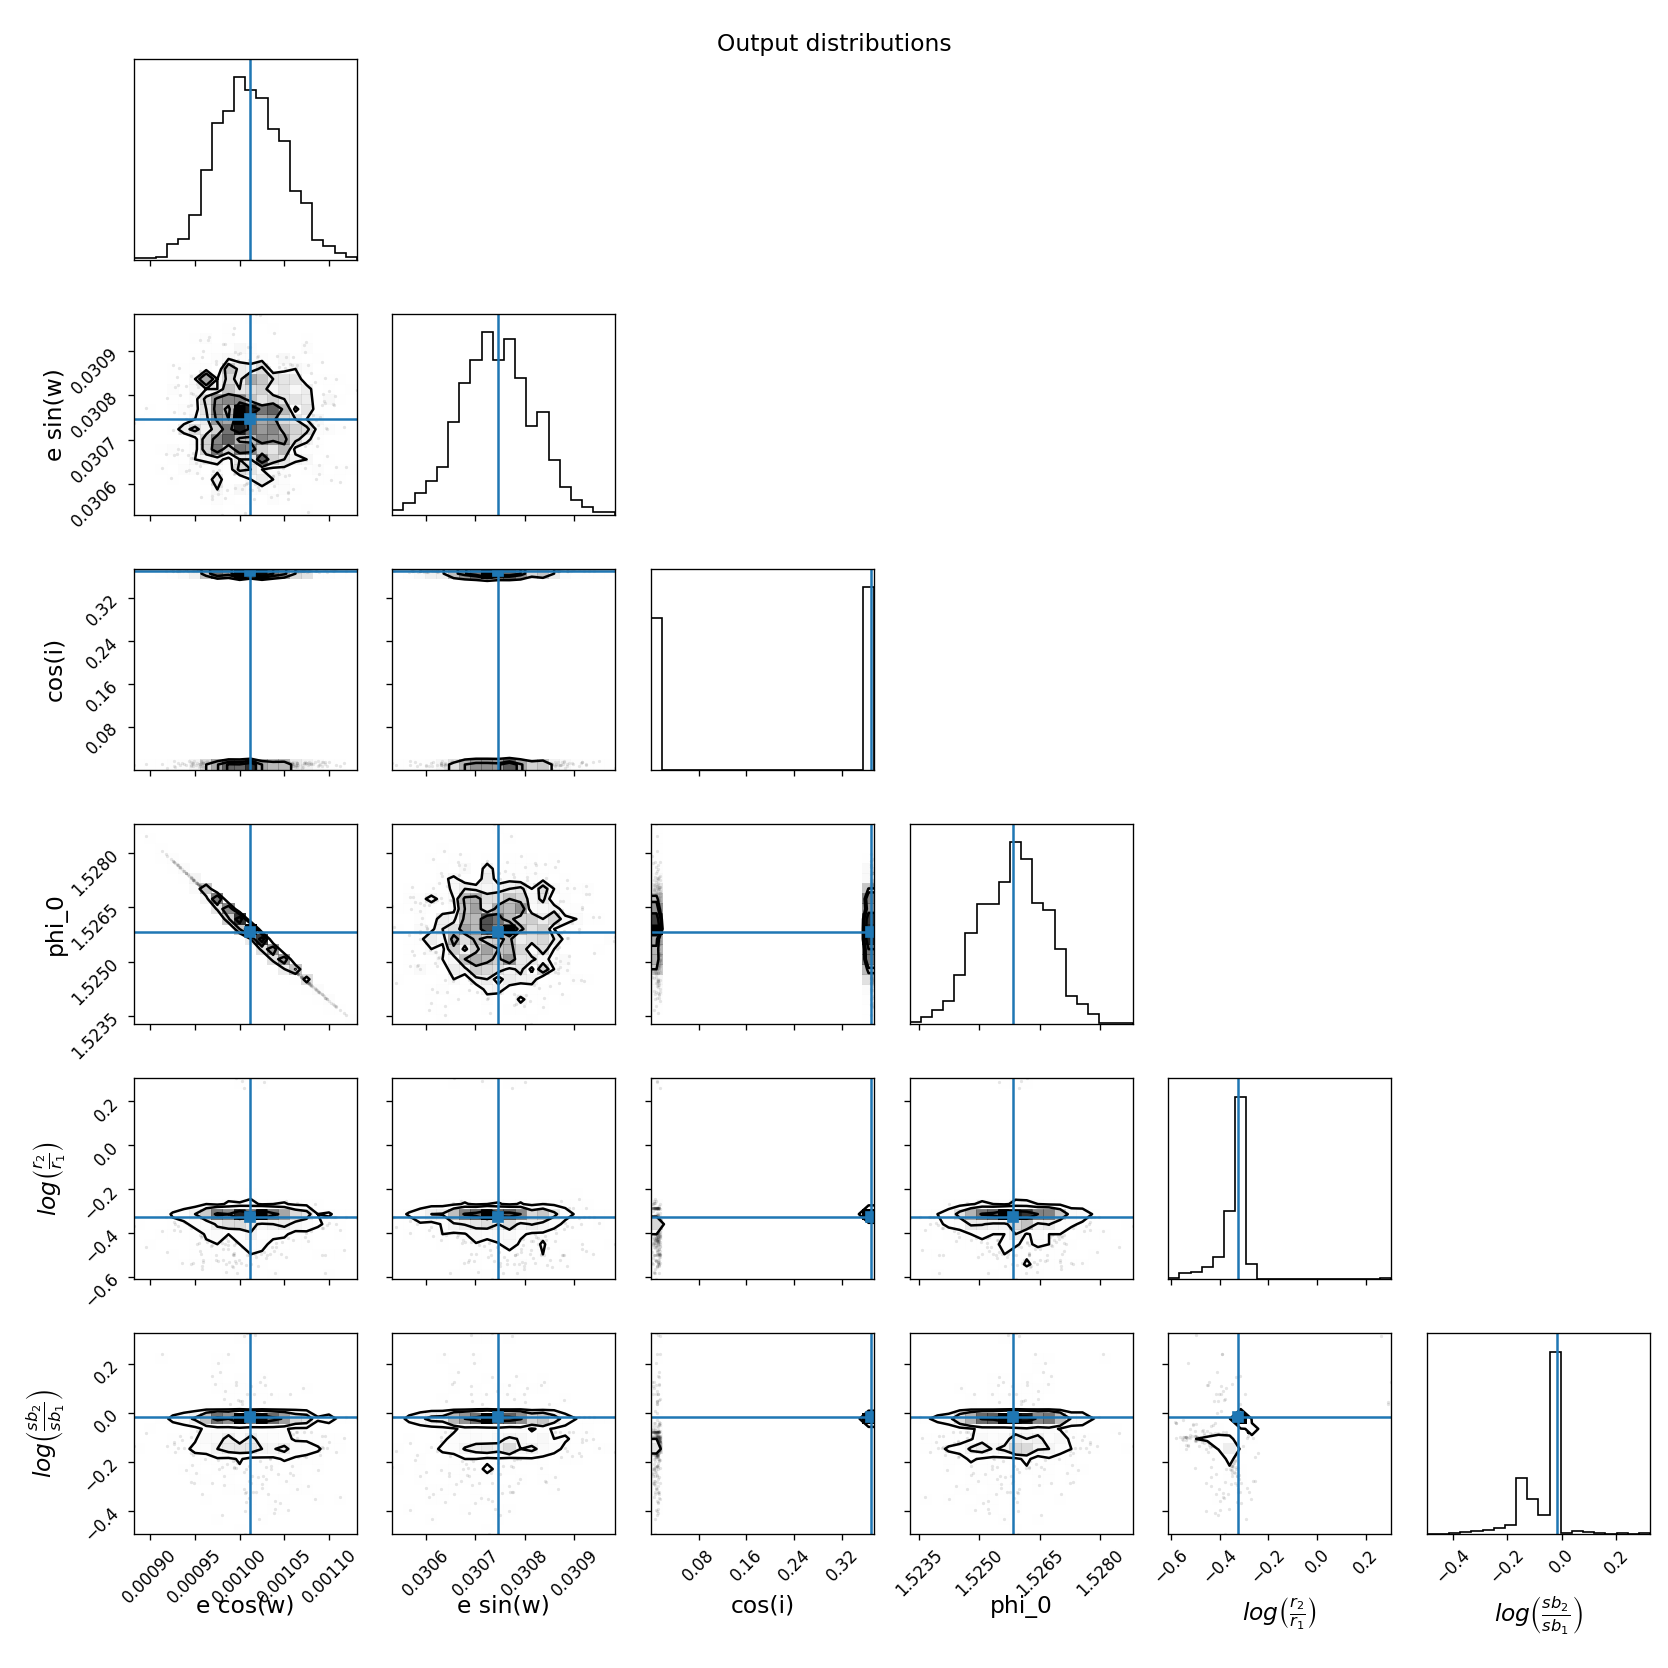 Output distributions
e sin(w)
0.0309
0.0308
0.0307
0.0306
cos(i)
0.32
0.24
0.16
0.08
phi_0
1.5280
1.5265
1.5250
1.5235
log(r2/r1)
0.2
0.0
−0.2
−0.4
−0.6
log(sb2/sb1)
0.2
0.0
−0.2
−0.4
0.00090 0.00095 0.00100 0.00105 0.00110
0.0306 0.0307 0.0308 0.0309
0.08 0.16 0.24 0.32
1.5235 1.5250 1.5265 1.5280
−0.6 −0.4 −0.2 0.0 0.2
−0.4 −0.2 0.0 0.2
e cos(w) e sin(w) cos(i) phi_0 log(r2/r1) log(sb2/sb1)